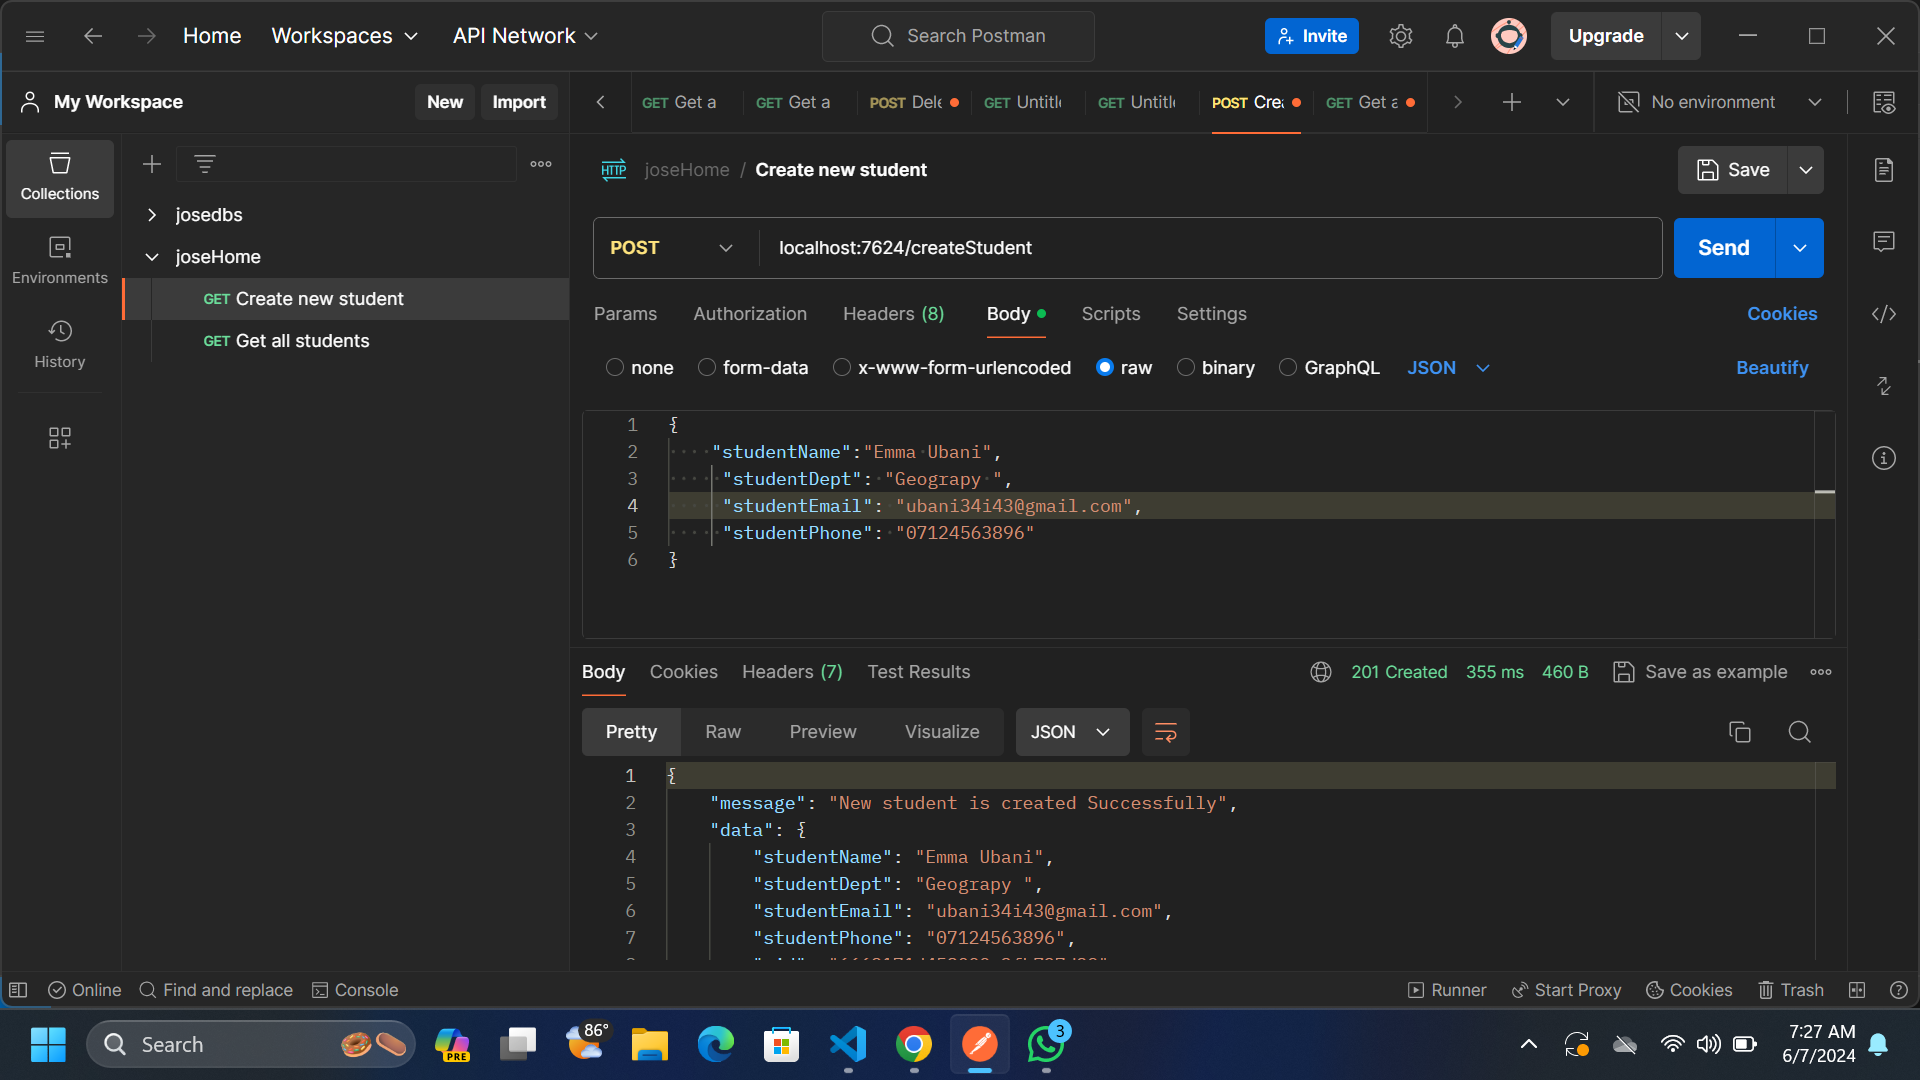 Home Workspaces API Network Search Postman Invite Upgrade
My Workspace New Import GET Get a GET Get a POST Dele GET Untitl GET Untitl POST Crea GET Get a No environment
HTTP joseHome / Create new student Save
Collections
josedbs
joseHome
POST localhost:7624/createStudent Send
Environments
GET Create new student
GET Get all students
History
Params Authorization Headers (8) Body Scripts Settings Cookies
none form-data x-www-form-urlencoded raw binary GraphQL JSON Beautify
1 {
2 "studentName":"Emma Ubani",
3 "studentDept": "Geograpy ",
4 "studentEmail": "ubani34i43@gmail.com",
5 "studentPhone": "07124563896"
6 }
Body Cookies Headers (7) Test Results 201 Created 355 ms 460 B Save as example
Pretty Raw Preview Visualize JSON
1 {
2 "message": "New student is created Successfully",
3 "data": {
4 "studentName": "Emma Ubani",
5 "studentDept": "Geograpy ",
6 "studentEmail": "ubani34i43@gmail.com",
7 "studentPhone": "07124563896",
Online Find and replace Console Runner Start Proxy Cookies Trash
Search PRE 86° 3 7:27 AM
6/7/2024